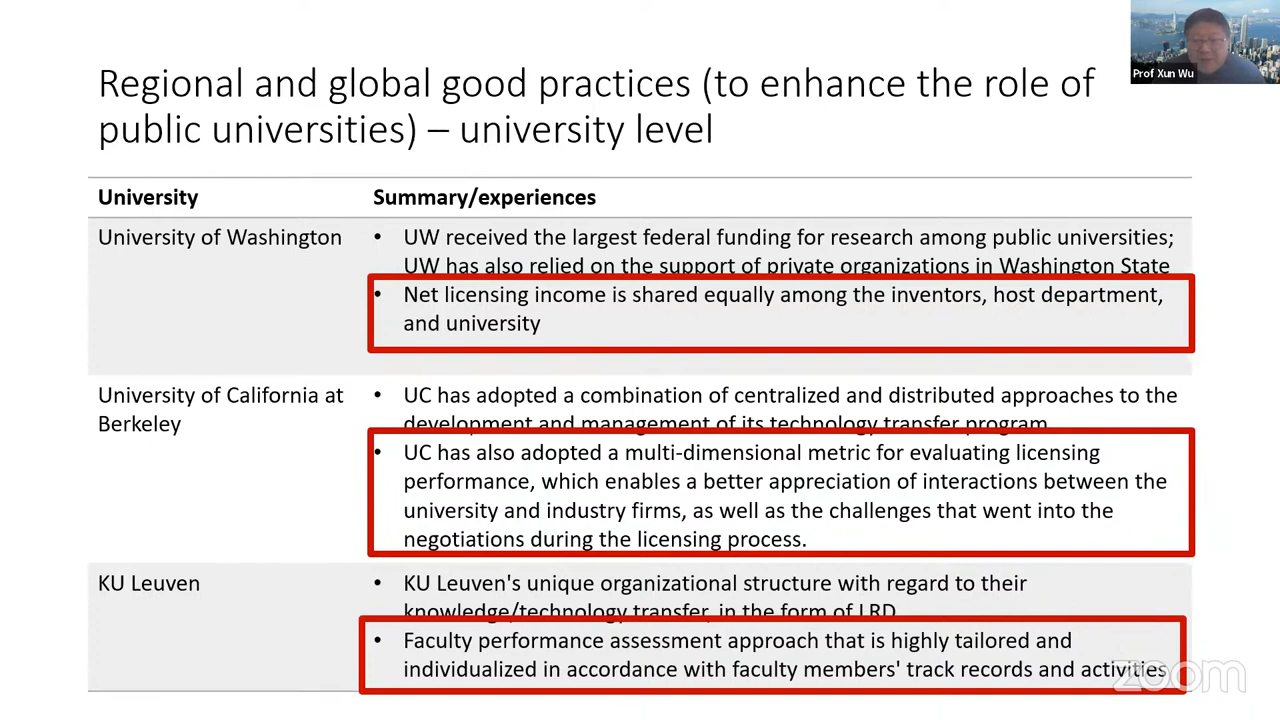 Prof Xun Wu
Regional and global good practices (to enhance the role of
public universities) – university level
University
Summary/experiences
University of Washington
• UW received the largest federal funding for research among public universities;
UW has also relied on the support of private organizations in Washington State
• Net licensing income is shared equally among the inventors, host department,
and university
University of California at
Berkeley
• UC has adopted a combination of centralized and distributed approaches to the
development and management of its technology transfer program
• UC has also adopted a multi-dimensional metric for evaluating licensing
performance, which enables a better appreciation of interactions between the
university and industry firms, as well as the challenges that went into the
negotiations during the licensing process.
KU Leuven
• KU Leuven's unique organizational structure with regard to their
knowledge/technology transfer, in the form of LRD
• Faculty performance assessment approach that is highly tailored and
individualized in accordance with faculty members' track records and activities
zoom